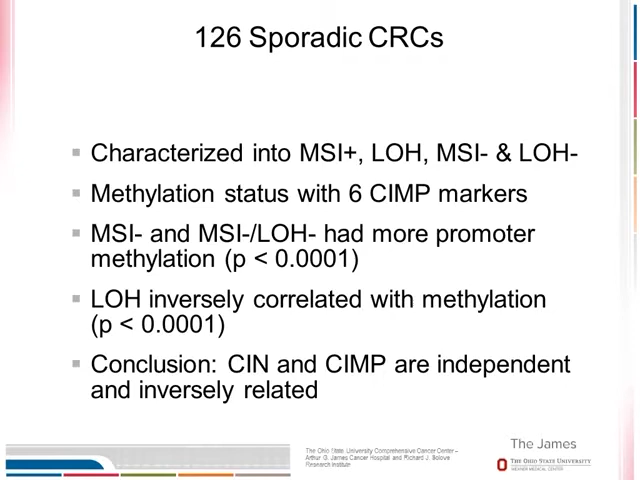 126 Sporadic CRCs
Characterized into MSI+, LOH, MSI- & LOH-
Methylation status with 6 CIMP markers
MSI- and MSI-/LOH- had more promoter
methylation (p < 0.0001)
LOH inversely correlated with methylation
(p < 0.0001)
Conclusion: CIN and CIMP are independent
and inversely related
The Ohio State University Comprehensive Cancer Center –
Arthur G. James Cancer Hospital and Richard J. Solove
Research Institute
The James
THE OHIO STATE UNIVERSITY
WEXNER MEDICAL CENTER